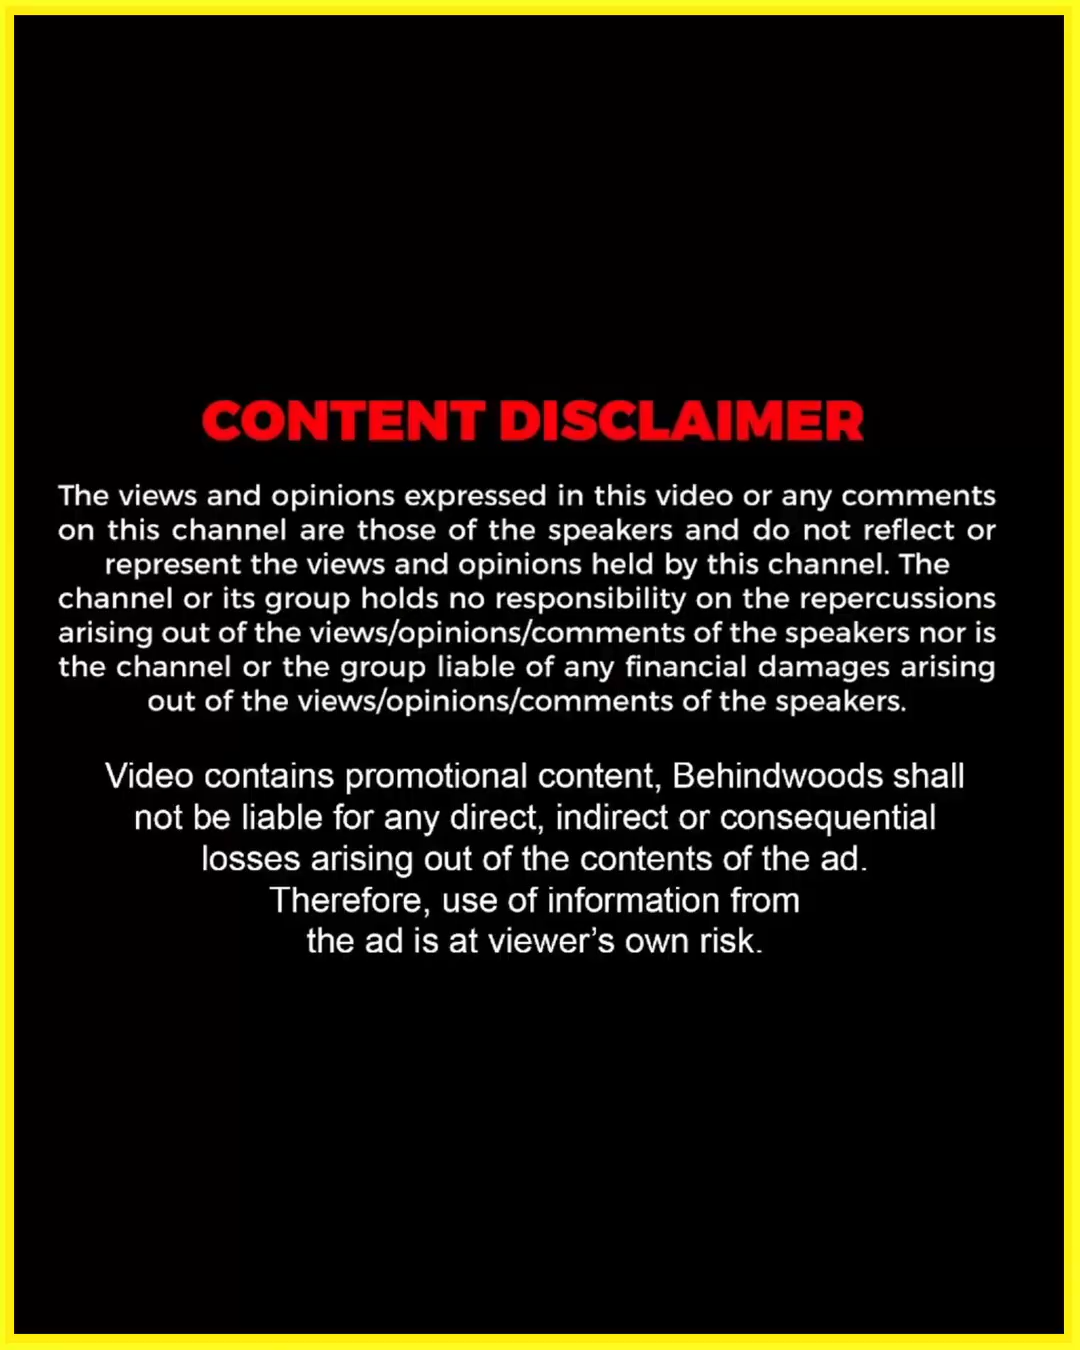 CONTENT DISCLAIMER
The views and opinions expressed in this video or any comments
on this channel are those of the speakers and do not reflect or
represent the views and opinions held by this channel. The
channel or its group holds no responsibility on the repercussions
arising out of the views/opinions/comments of the speakers nor is
the channel or the group liable of any financial damages arising
out of the views/opinions/comments of the speakers.
Video contains promotional content, Behindwoods shall
not be liable for any direct, indirect or consequential
losses arising out of the contents of the ad.
Therefore, use of information from
the ad is at viewer’s own risk.